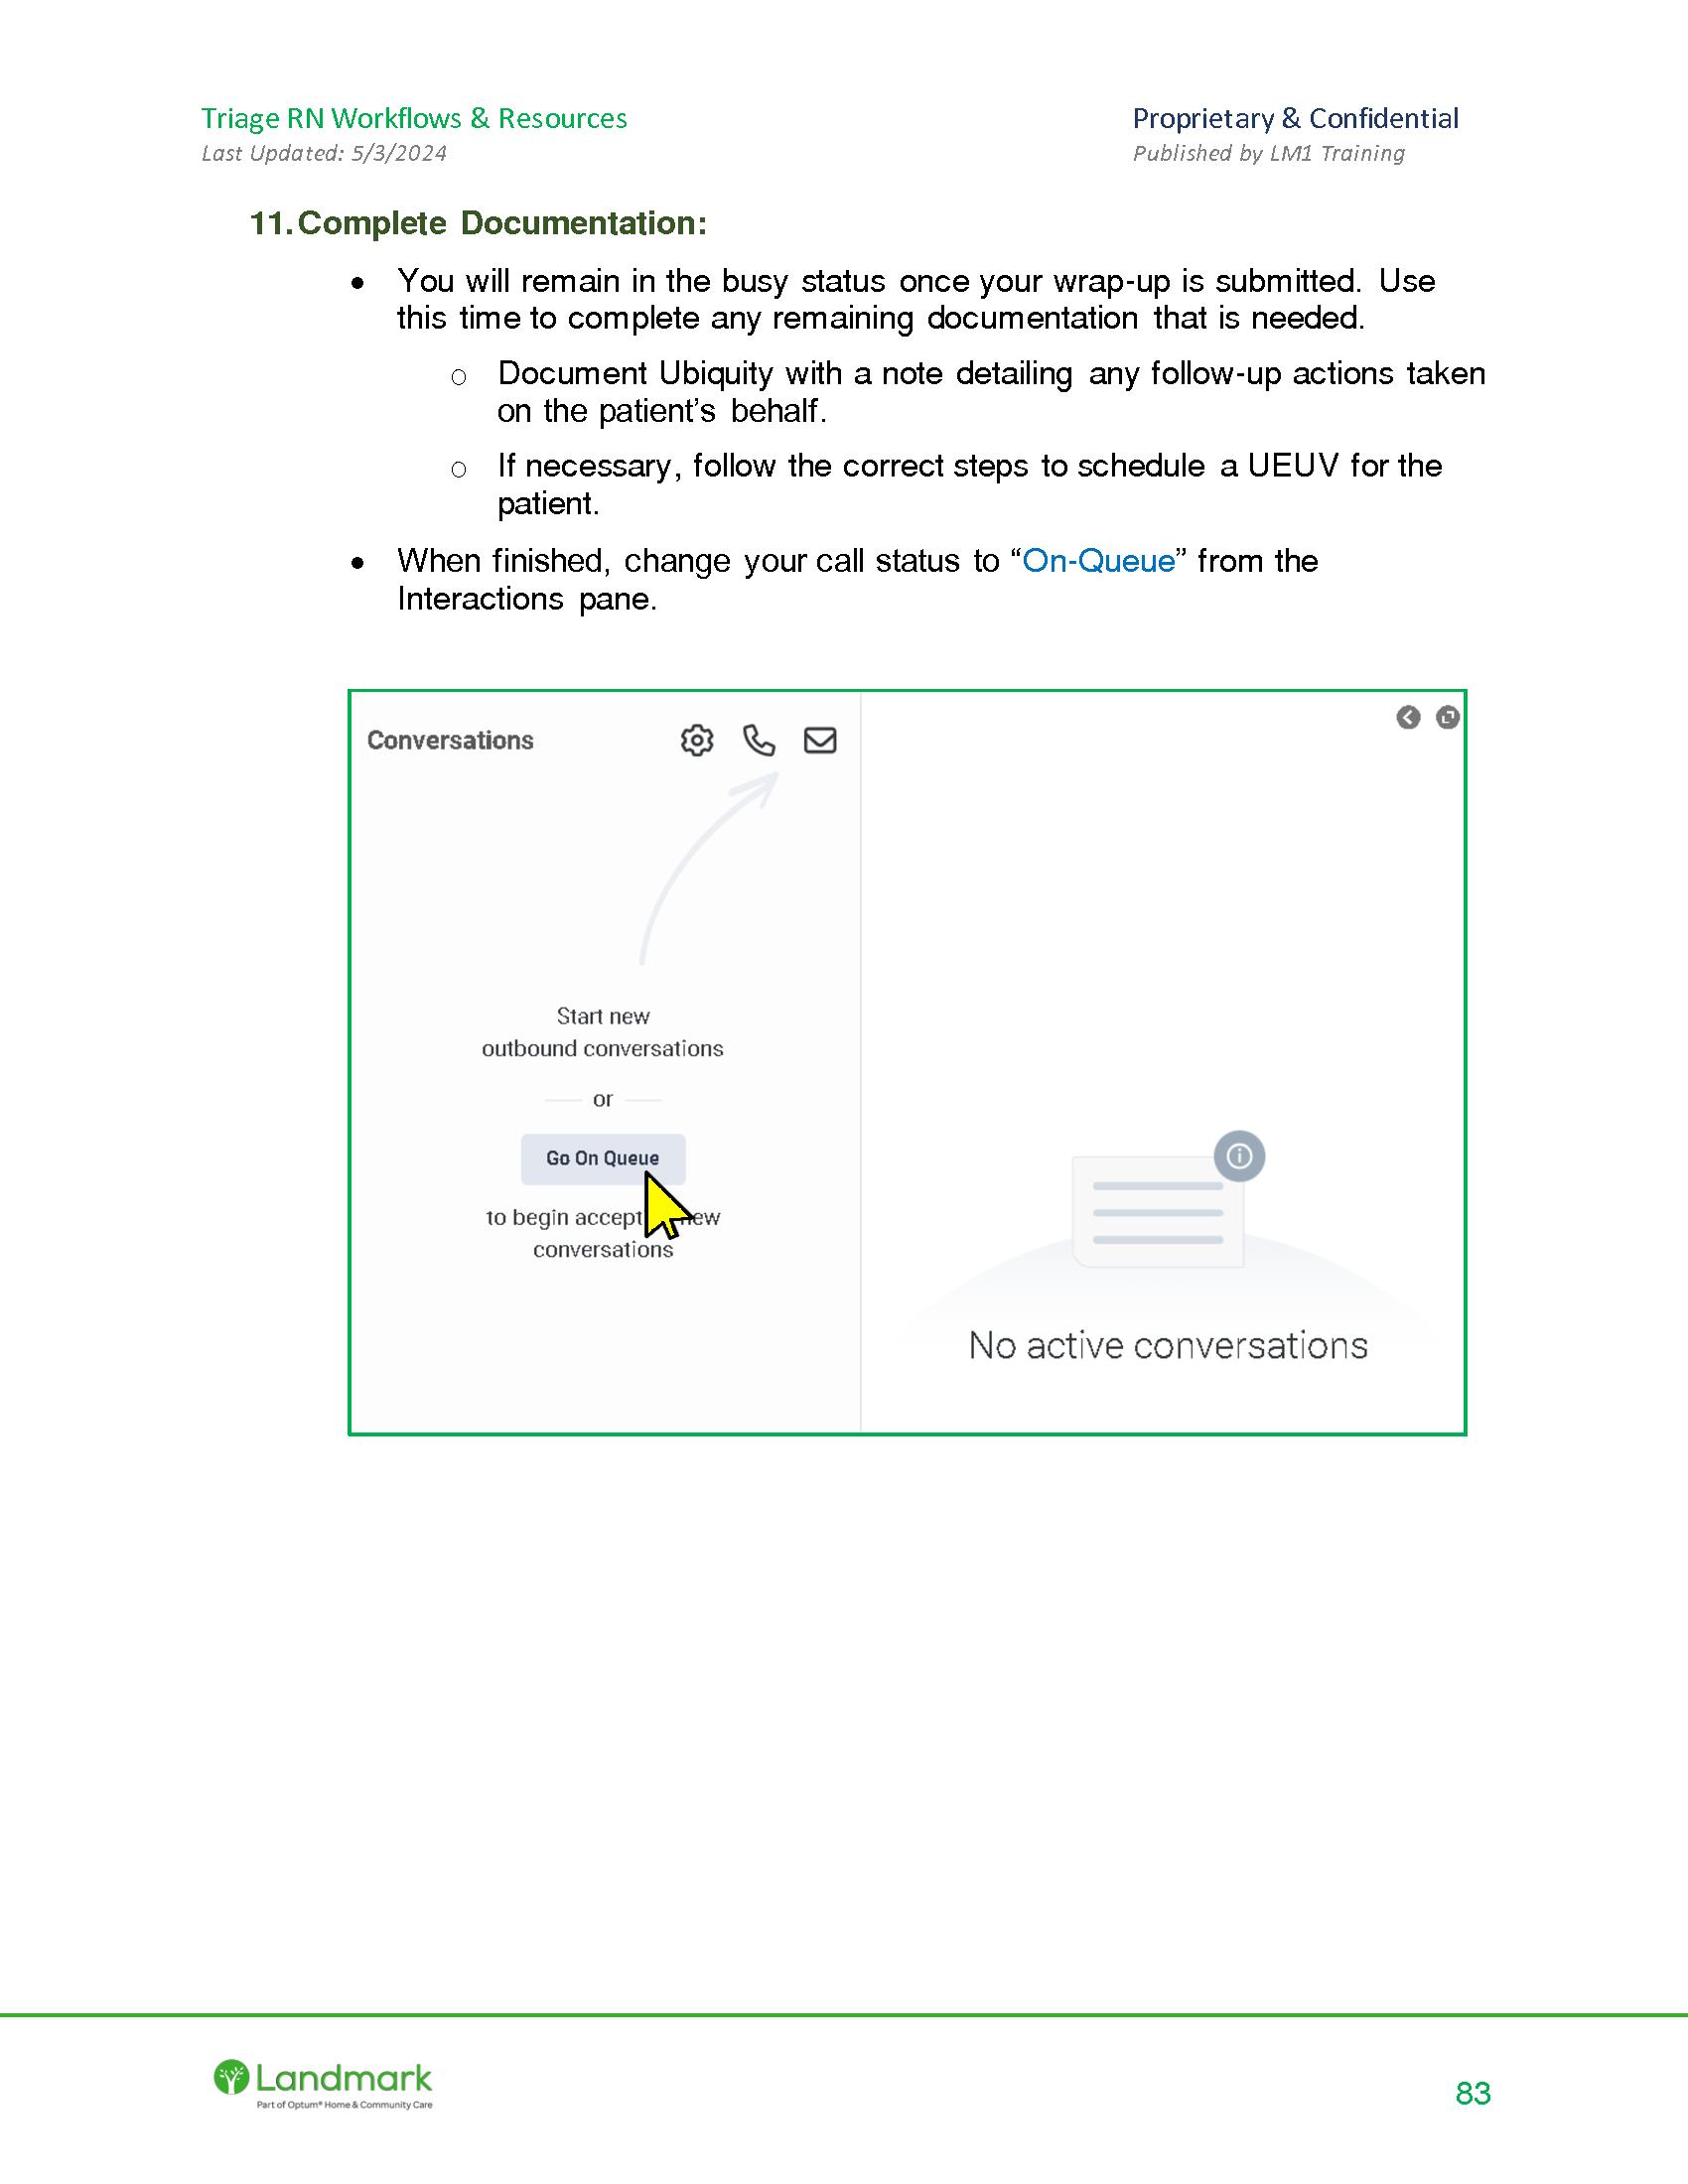 Triage RN Workflows & Resources
Proprietary & Confidential
Last Updated: 5/3/2024
Published by LM1 Training
11. Complete Documentation:
• You will remain in the busy status once your wrap-up is submitted. Use
this time to complete any remaining documentation that is needed.
o Document Ubiquity with a note detailing any follow-up actions taken
on the patient’s behalf.
o If necessary, follow the correct steps to schedule a UEUV for the
patient.
• When finished, change your call status to “On-Queue” from the
Interactions pane.
Conversations
Start new
outbound conversations
or
Go On Queue
to begin accept ew
conversations
No active conversations
Landmark
Part of Optum® Home & Community Care
83